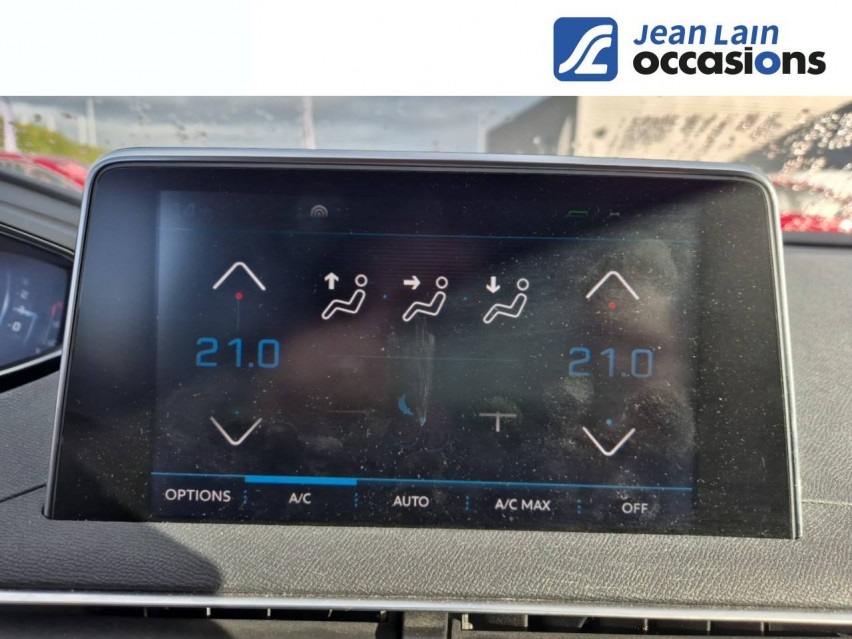 Jean Lain
occasions
21.0 21.0
OPTIONS A/C AUTO A/C MAX OFF